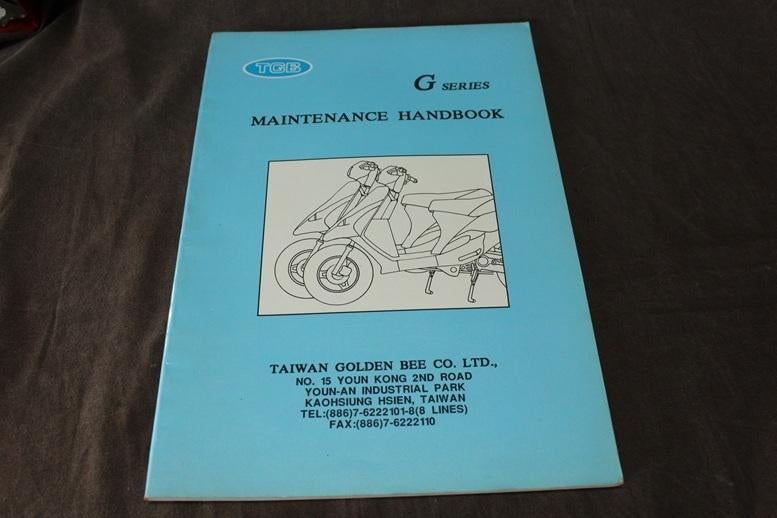 TGB
G SERIES
MAINTENANCE HANDBOOK
TAIWAN GOLDEN BEE CO. LTD.,
NO. 15 YOUN KONG 2ND ROAD
YOUN-AN INDUSTRIAL PARK
KAOHSIUNG HSIEN, TAIWAN
TEL:(886)7-6222101-8(8 LINES)
FAX:(886)7-6222110